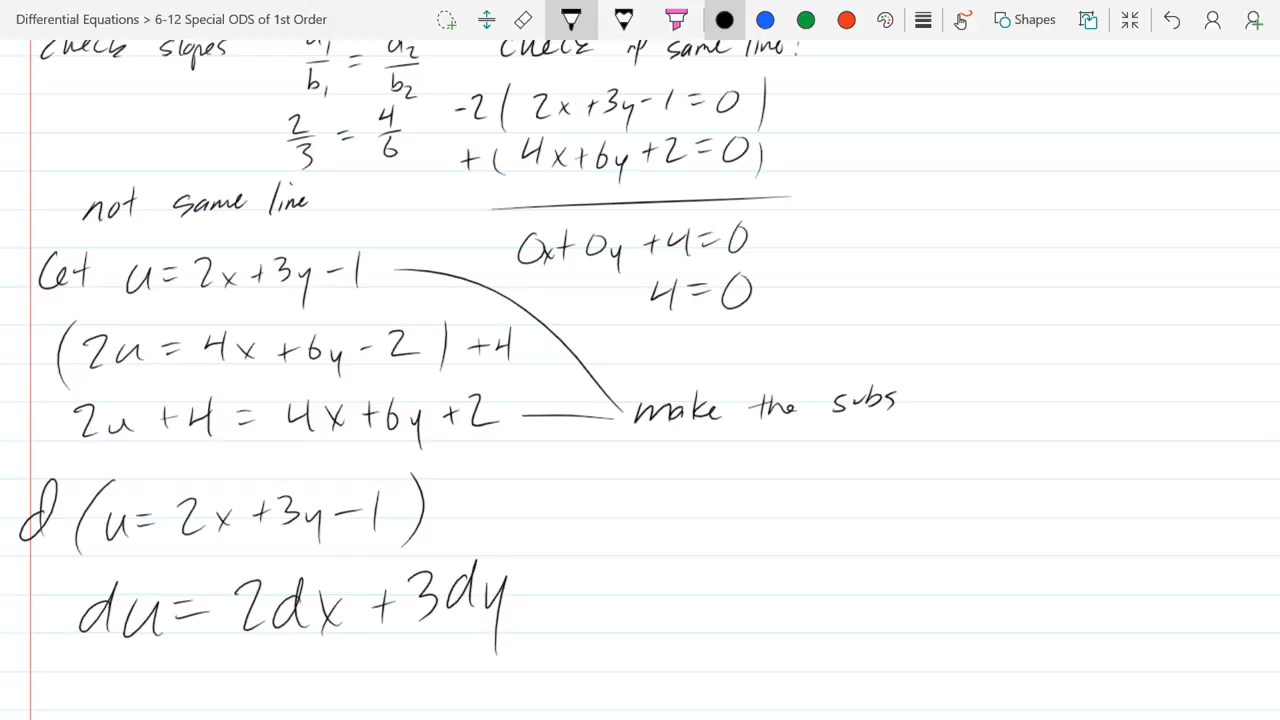 Differential Equations > 6-12 Special ODS of 1st Order
Shapes
check slopes a1/b1 = a2/b2
2/3 = 4/6
not same line
check if same line?
-2(2x+3y-1=0)
+(4x+6y+2=0)
0x+0y+4=0
4=0
Let u=2x+3y-1
(2u=4x+6y-2)+4
2u+4=4x+6y+2
make the subs
d(u=2x+3y-1)
du=2dx+3dy